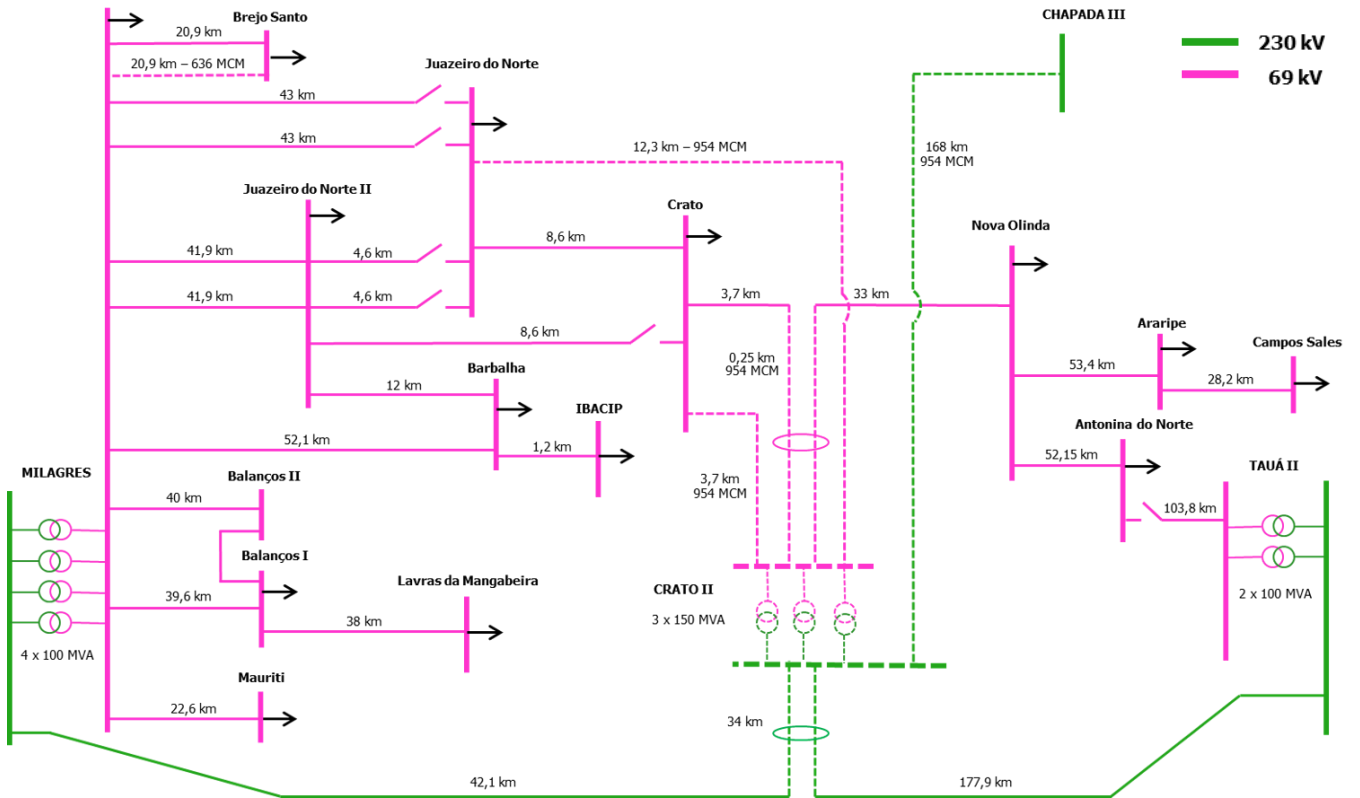 CHAPADA III
230 kV
69 kV
Brejo Santo
20,9 km
20,9 km – 636 MCM
Juazeiro do Norte
43 km
43 km
12,3 km – 954 MCM
168 km
954 MCM
Juazeiro do Norte II
Crato
Nova Olinda
41,9 km
4,6 km
8,6 km
41,9 km
4,6 km
3,7 km
33 km
8,6 km
Araripe
Campos Sales
0,25 km
954 MCM
53,4 km
28,2 km
Barbalha
12 km
IBACIP
52,1 km
1,2 km
Antonina do Norte
52,15 km
TAUÁ II
MILAGRES
Balanços II
3,7 km
954 MCM
40 km
103,8 km
Balanços I
Lavras da Mangabeira
CRATO II
3 x 150 MVA
2 x 100 MVA
39,6 km
38 km
4 x 100 MVA
Mauriti
22,6 km
34 km
42,1 km
177,9 km